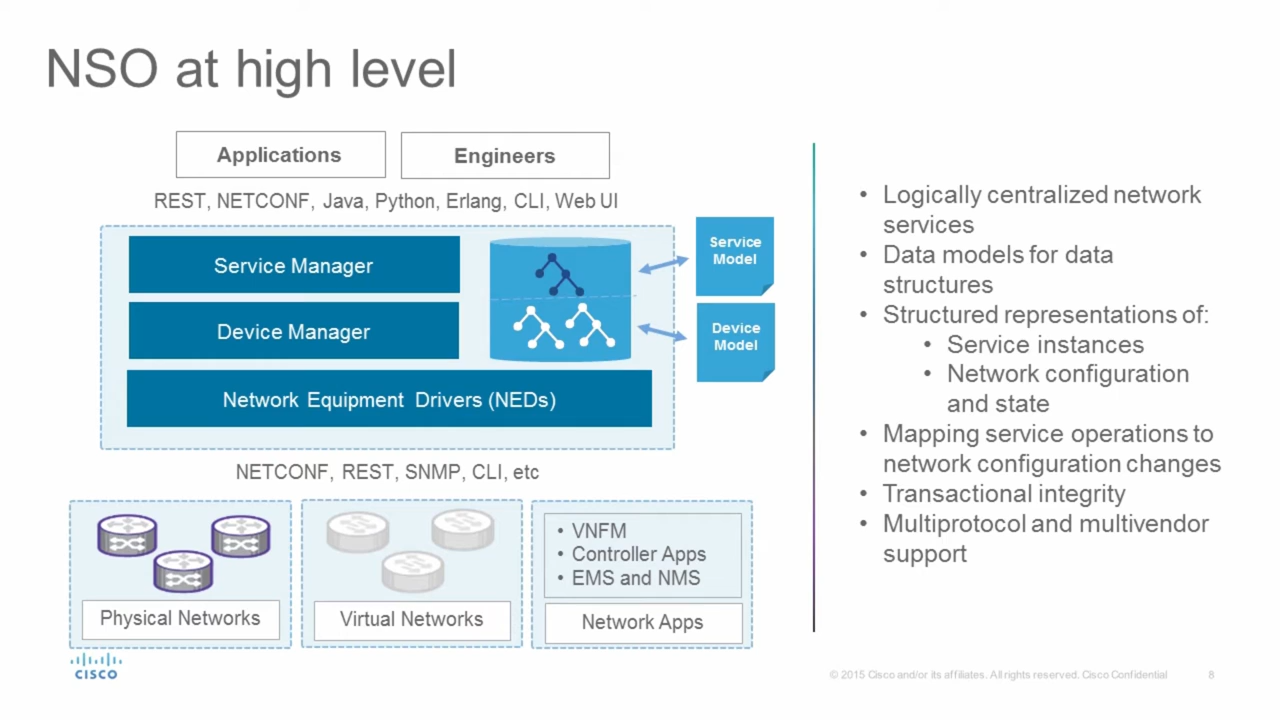 NSO at high level
Applications
Engineers
REST, NETCONF, Java, Python, Erlang, CLI, Web UI
Service Manager
Device Manager
Network Equipment Drivers (NEDs)
Service
Model
Device
Model
NETCONF, REST, SNMP, CLI, etc
Physical Networks
Virtual Networks
• VNFM
• Controller Apps
• EMS and NMS
Network Apps
• Logically centralized network
services
• Data models for data
structures
• Structured representations of:
• Service instances
• Network configuration
and state
• Mapping service operations to
network configuration changes
• Transactional integrity
• Multiprotocol and multivendor
support
CISCO
© 2015 Cisco and/or its affiliates. All rights reserved. Cisco Confidential
8